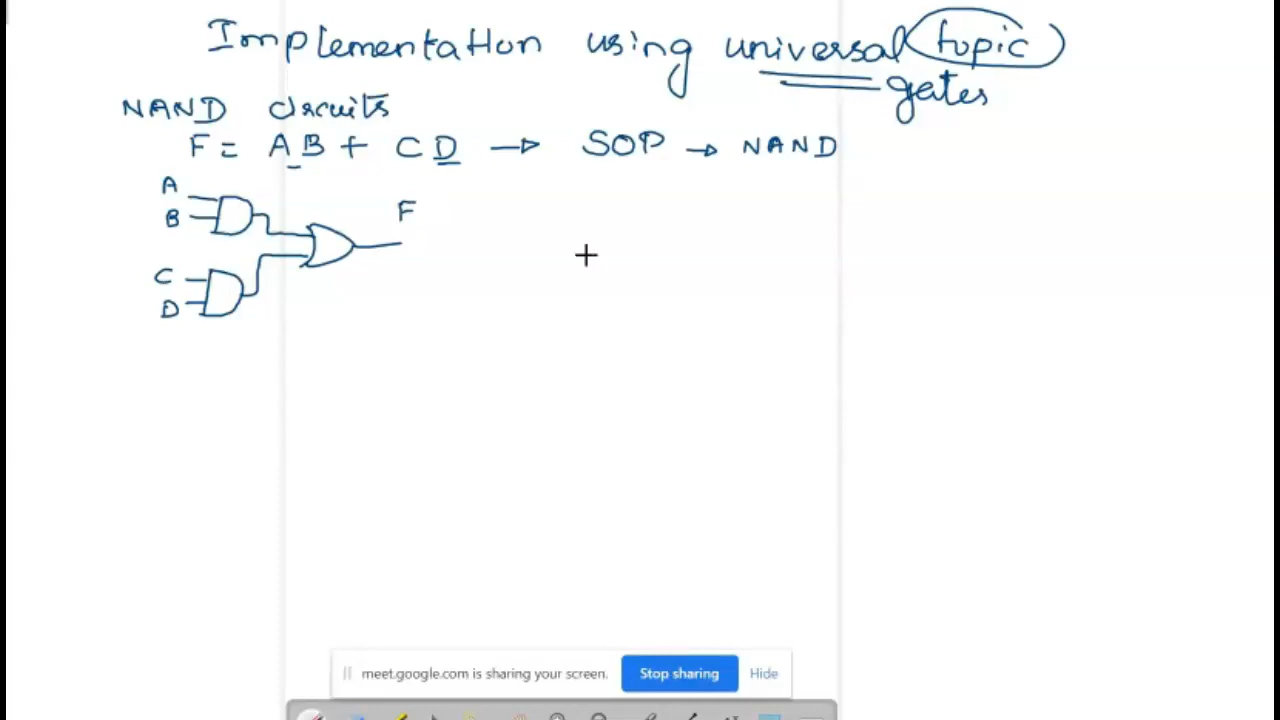 Implementation using universal (topic)
gates
NAND circuits
F = AB + CD → SOP → NAND
A
B
F
C
D
meet.google.com is sharing your screen. Stop sharing Hide